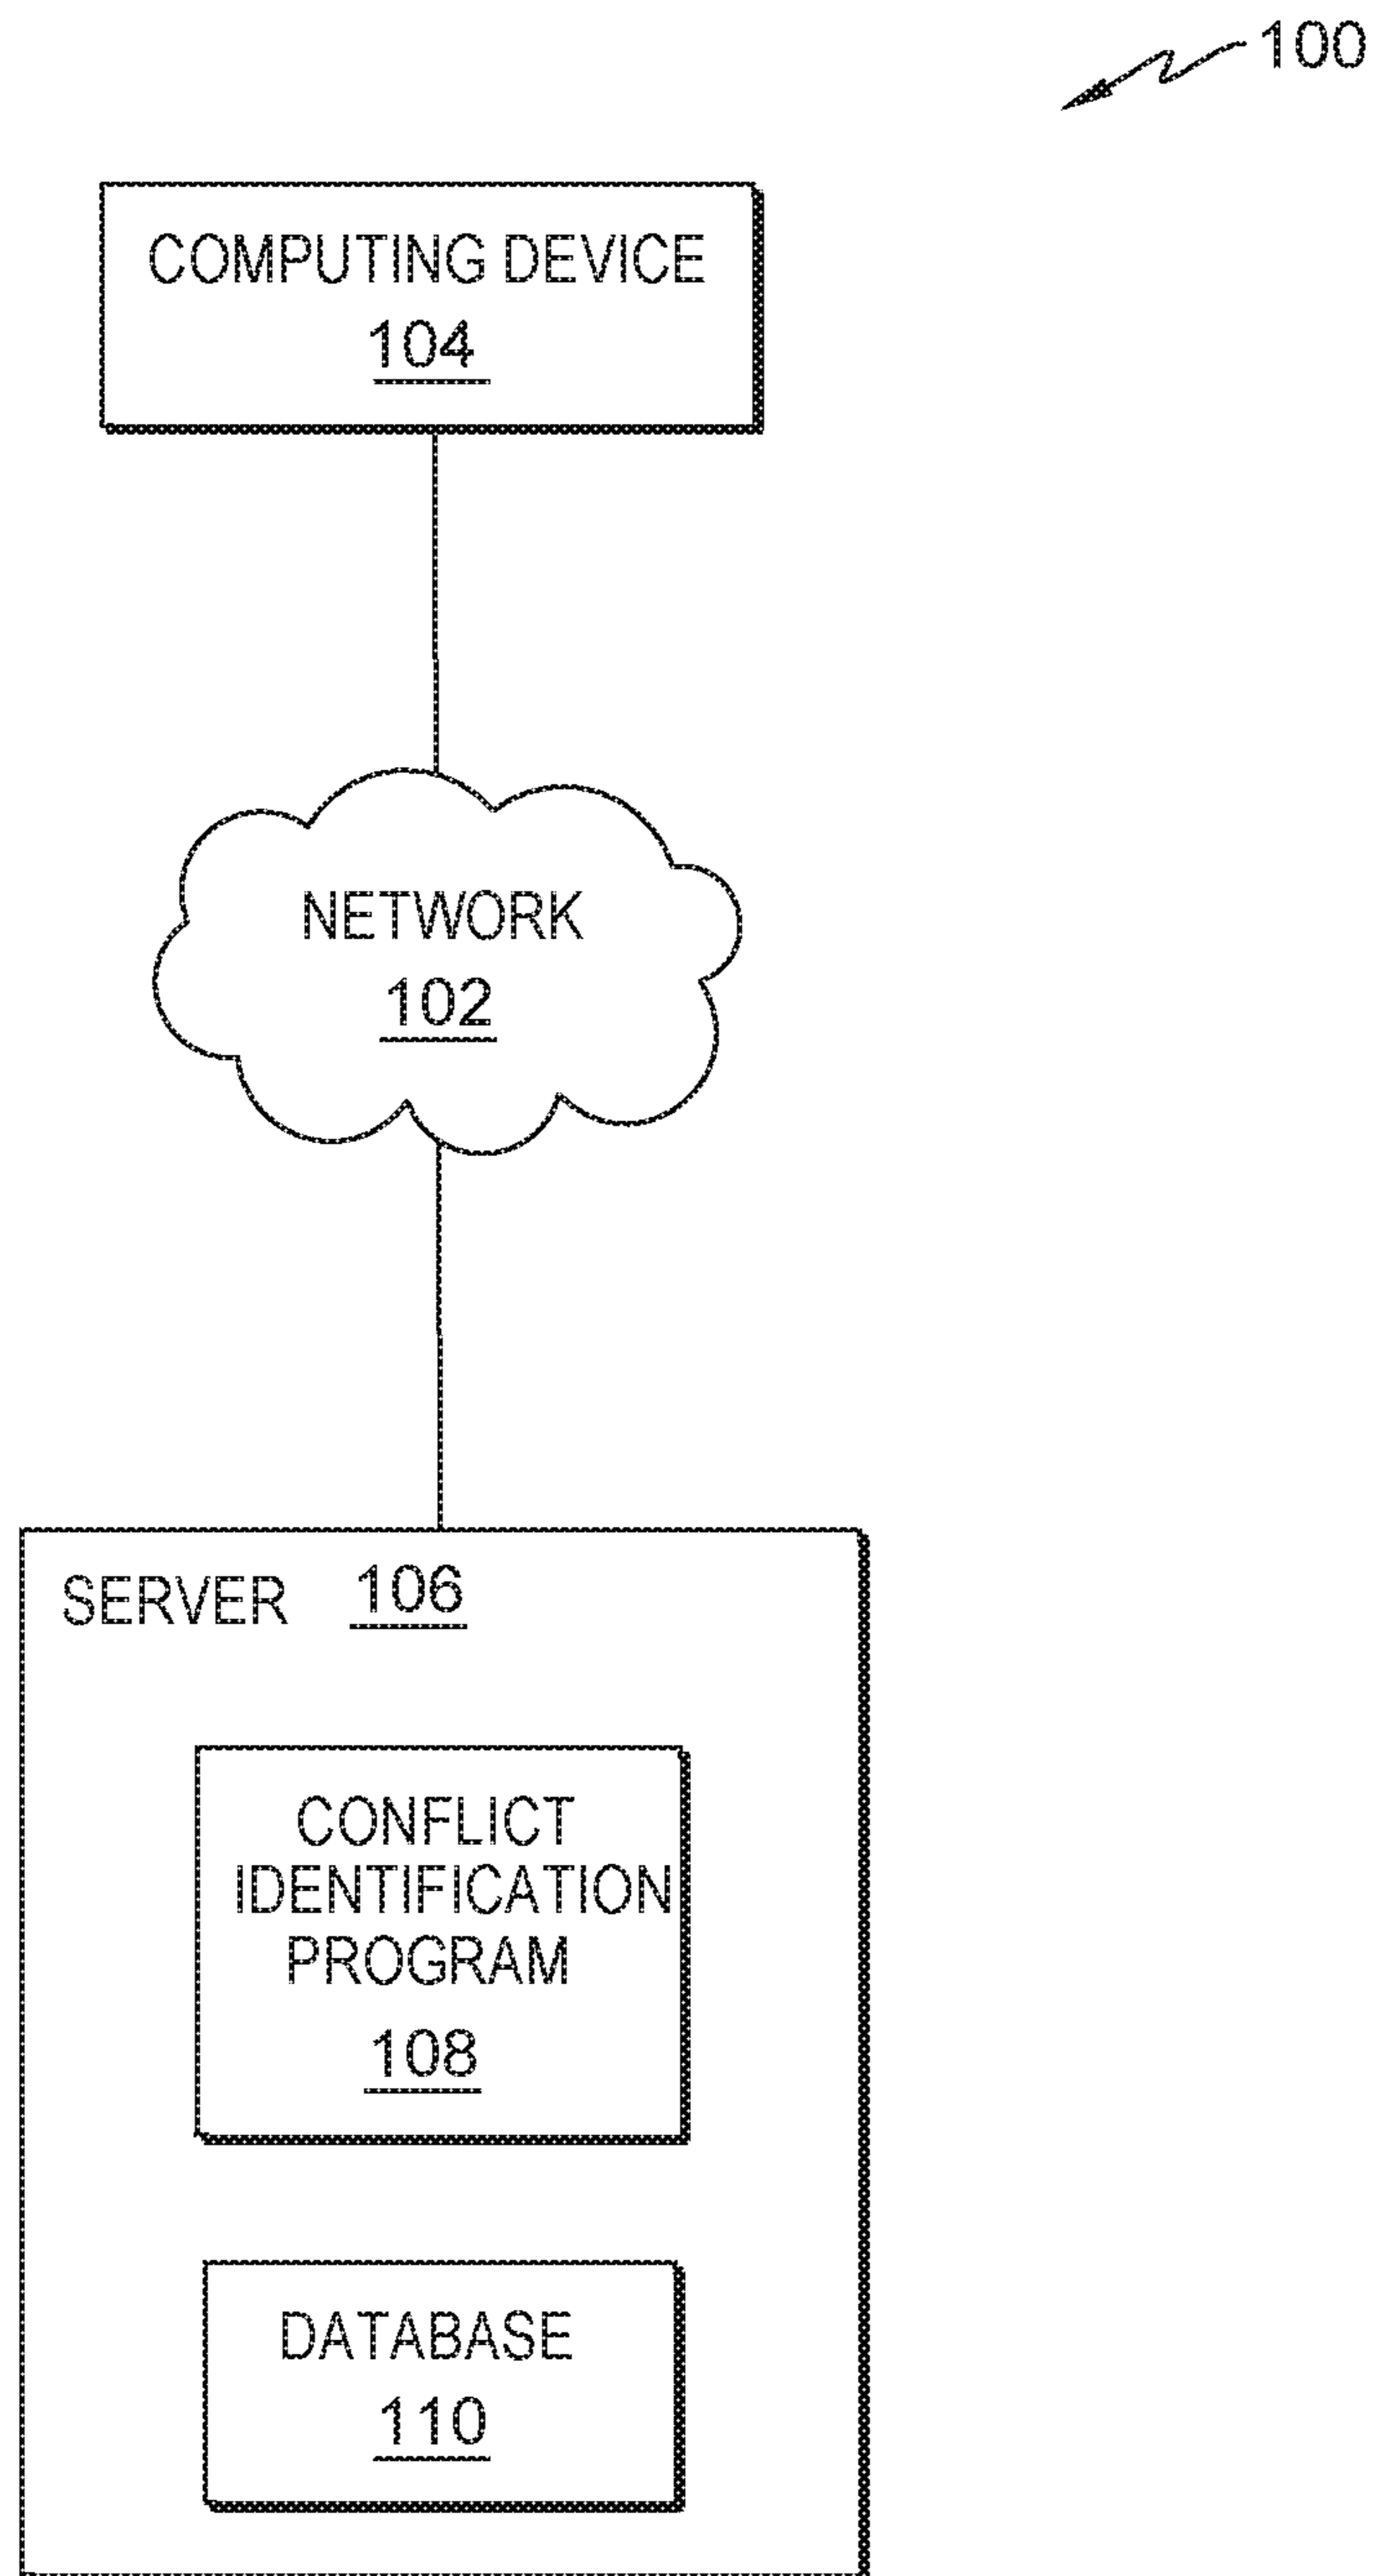 100
COMPUTING DEVICE
104
NETWORK
102
SERVER 106
CONFLICT
IDENTIFICATION
PROGRAM
108
DATABASE
110